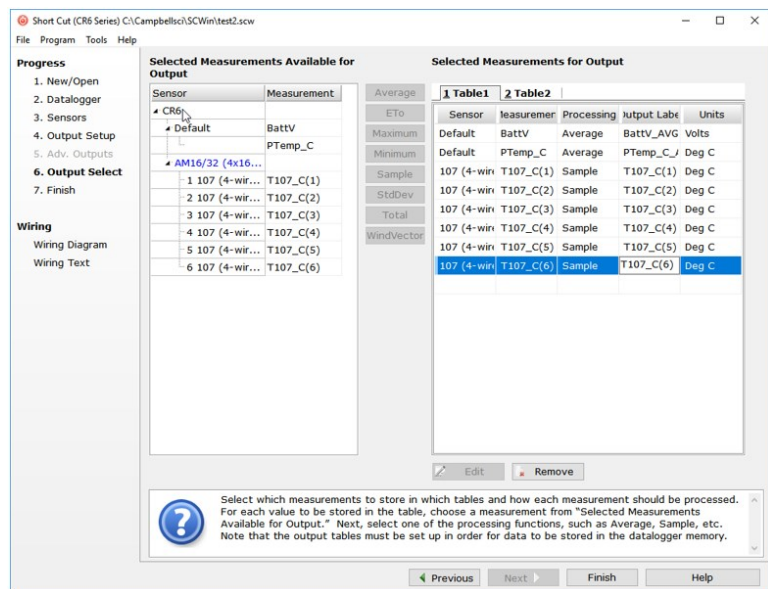 Short Cut (CR6 Series) C:\Campbellsci\SCWin\test2.scw
File Program Tools Help
Progress
1. New/Open
2. Datalogger
3. Sensors
4. Output Setup
5. Adv. Outputs
6. Output Select
7. Finish
Wiring
Wiring Diagram
Wiring Text
Selected Measurements Available for
Output
Sensor Measurement
CR6
Default BattV
PTemp_C
AM16/32 (4x16...
1 107 (4-wir... T107_C(1)
2 107 (4-wir... T107_C(2)
3 107 (4-wir... T107_C(3)
4 107 (4-wir... T107_C(4)
5 107 (4-wir... T107_C(5)
6 107 (4-wir... T107_C(6)
Average
ETo
Maximum
Minimum
Sample
StdDev
Total
WindVector
Selected Measurements for Output
1 Table1 2 Table2
Sensor Processing Units
Default BattV Average BattV_AVG Volts
Default PTemp_C Average PTemp_C_A Deg C
107 (4-wir T107_C(1) Sample T107_C(1) Deg C
107 (4-wir T107_C(2) Sample T107_C(2) Deg C
107 (4-wir T107_C(3) Sample T107_C(3) Deg C
107 (4-wir T107_C(4) Sample T107_C(4) Deg C
107 (4-wir T107_C(5) Sample T107_C(5) Deg C
107 (4-wir T107_C(6) Sample T107_C(6) Deg C
Edit Remove
Select which measurements to store in which tables and how each measurement should be processed.
For each value to be stored in the table, choose a measurement from “Selected Measurements
Available for Output.” Next, select one of the processing functions, such as Average, Sample, etc.
Note that the output tables must be set up in order for data to be stored in the datalogger memory.
Previous Next Finish Help